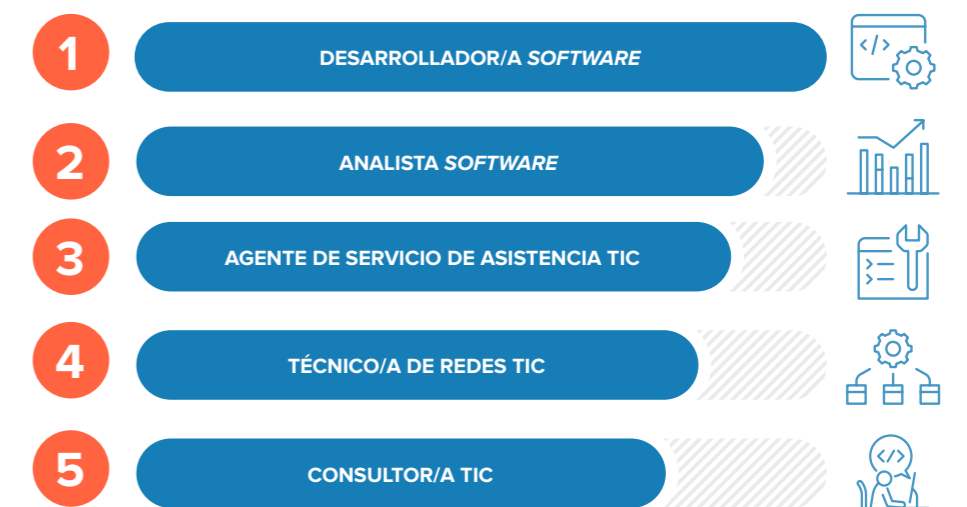 1 DESARROLLADOR/A SOFTWARE
</>
2 ANALISTA SOFTWARE
3 AGENTE DE SERVICIO DE ASISTENCIA TIC
4 TÉCNICO/A DE REDES TIC
5 CONSULTOR/A TIC
</>